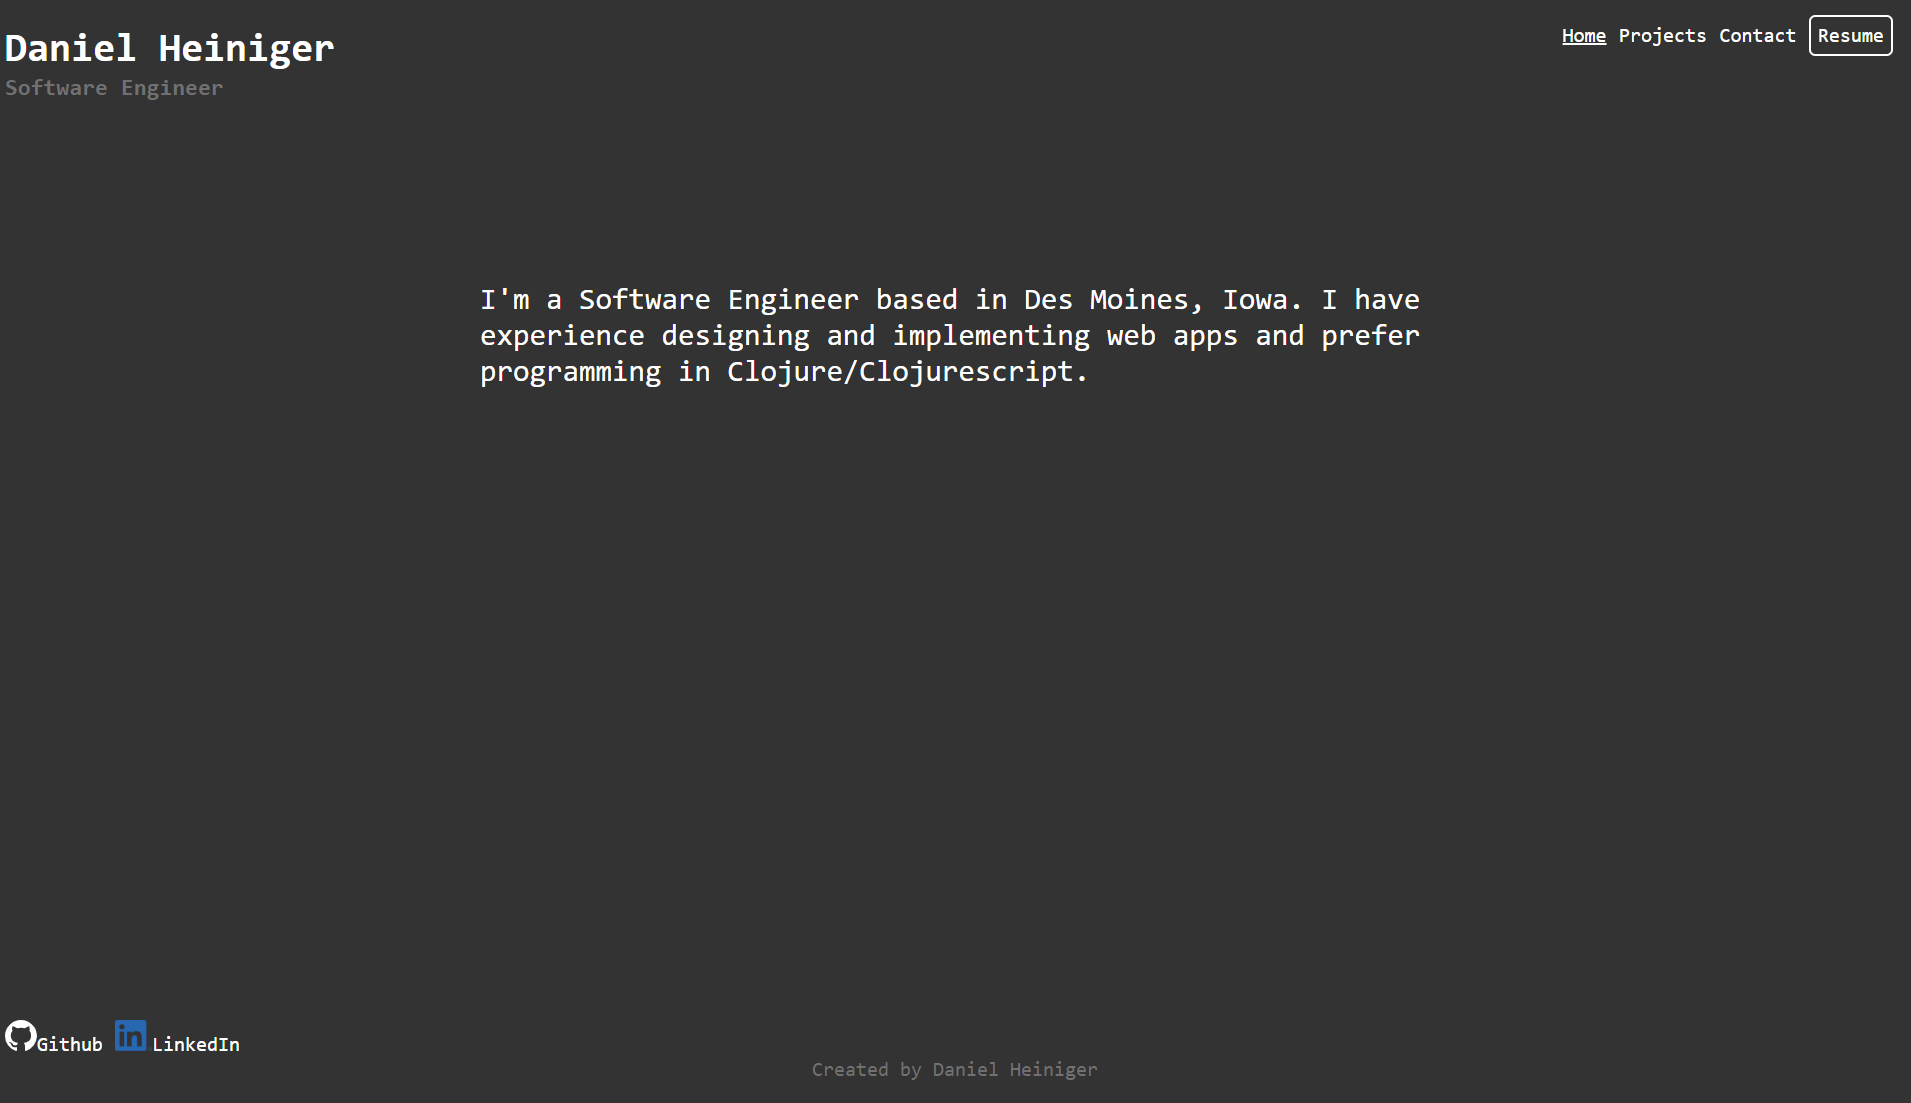 Daniel Heiniger
Software Engineer
Home Projects Contact Resume
I'm a Software Engineer based in Des Moines, Iowa. I have
experience designing and implementing web apps and prefer
programming in Clojure/Clojurescript.
Github in LinkedIn
Created by Daniel Heiniger